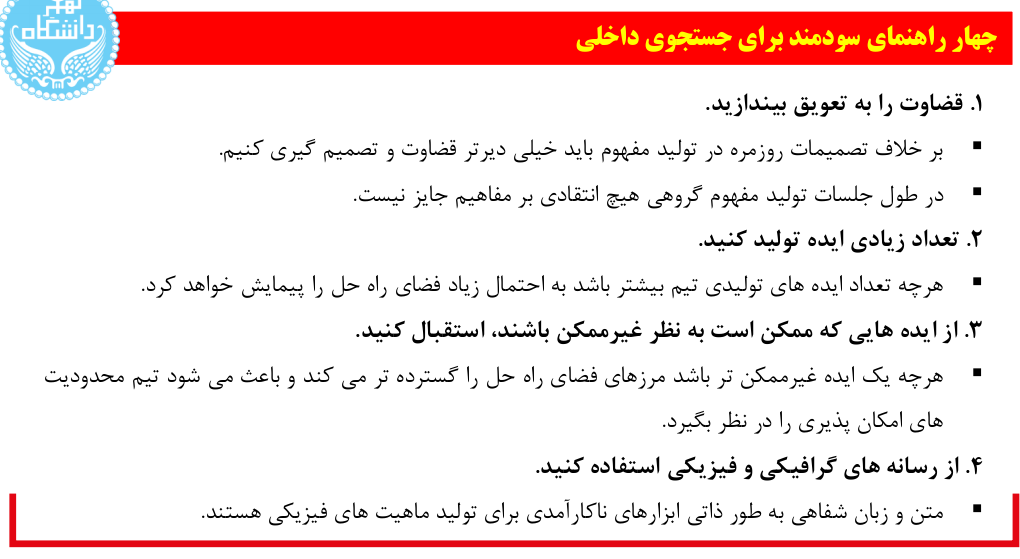 دانشگاه
چهار راهنمای سودمند برای جستجوی داخلی
۱. قضاوت را به تعویق بیندازید.
▪ بر خلاف تصمیمات روزمره در تولید مفهوم باید خیلی دیرتر قضاوت و تصمیم گیری کنیم.
▪ در طول جلسات تولید مفهوم گروهی هیچ انتقادی بر مفاهیم جایز نیست.
۲. تعداد زیادی ایده تولید کنید.
▪ هرچه تعداد ایده های تولیدی تیم بیشتر باشد به احتمال زیاد فضای راه حل را پیمایش خواهد کرد.
۳. از ایده هایی که ممکن است به نظر غیرممکن باشند، استقبال کنید.
▪ هرچه یک ایده غیرممکن تر باشد مرزهای فضای راه حل را گسترده تر می کند و باعث می شود تیم محدودیت
های امکان پذیری را در نظر بگیرد.
۴. از رسانه های گرافیکی و فیزیکی استفاده کنید.
▪ متن و زبان شفاهی به طور ذاتی ابزارهای ناکارآمدی برای تولید ماهیت های فیزیکی هستند.